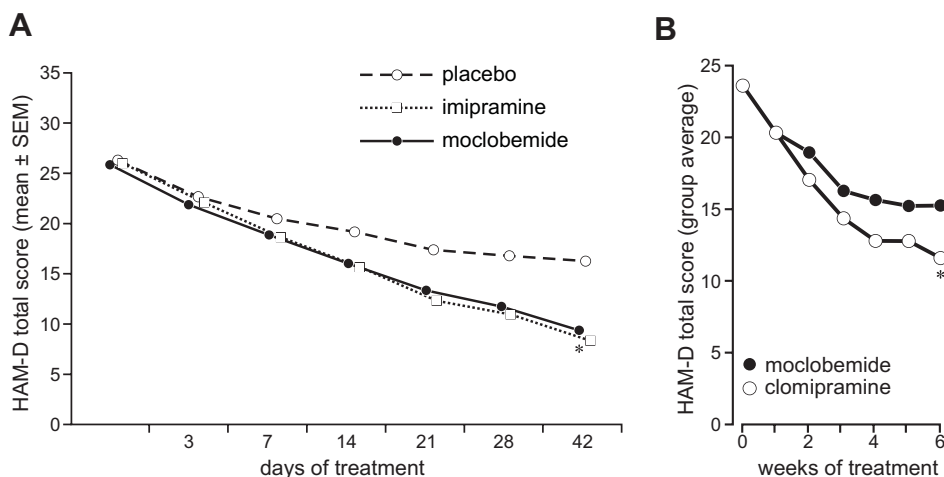 A
HAM-D total score (mean ± SEM)
35
30
25
20
15
10
5
0
placebo
imipramine
moclobemide
*
3 7 14 21 28 42
days of treatment
B
HAM-D total score (group average)
25
20
15
10
5
0
*
moclobemide
clomipramine
0 2 4 6
weeks of treatment